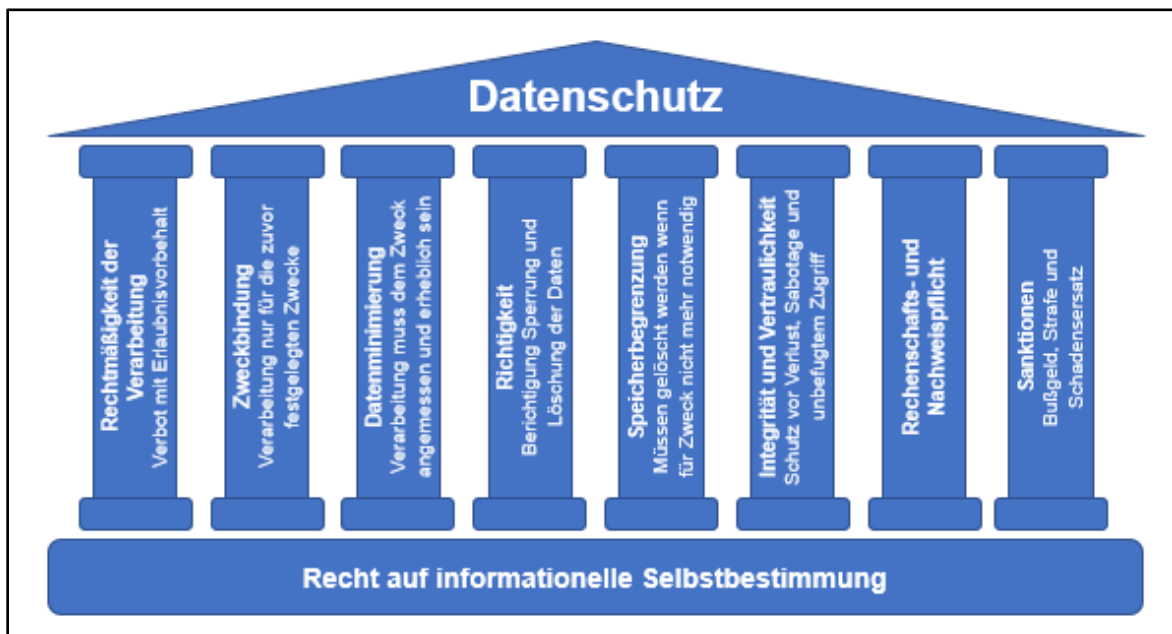 Datenschutz
Rechtmäßigkeit der
Verarbeitung
Verbot mit Erlaubnisvorbehalt
Zweckbindung
Verarbeitung nur für die zuvor
festgelegten Zwecke
Datenminimierung
Verarbeitung muss dem Zweck
angemessen und erheblich sein
Richtigkeit
Berichtigung Sperrung und
Löschung der Daten
Speicherbegrenzung
Müssen gelöscht werden wenn
für Zweck nicht mehr notwendig
Integrität und Vertraulichkeit
Schutz vor Verlust, Sabotage und
unbefugtem Zugriff
Rechenschafts- und
Nachweispflicht
Sanktionen
Bußgeld, Strafe und
Schadensersatz
Recht auf informationelle Selbstbestimmung